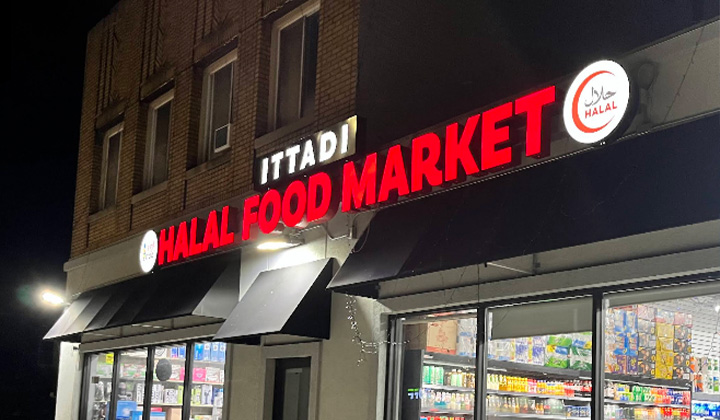 ITTADI
HALAL FOOD MARKET
حلال
HALAL